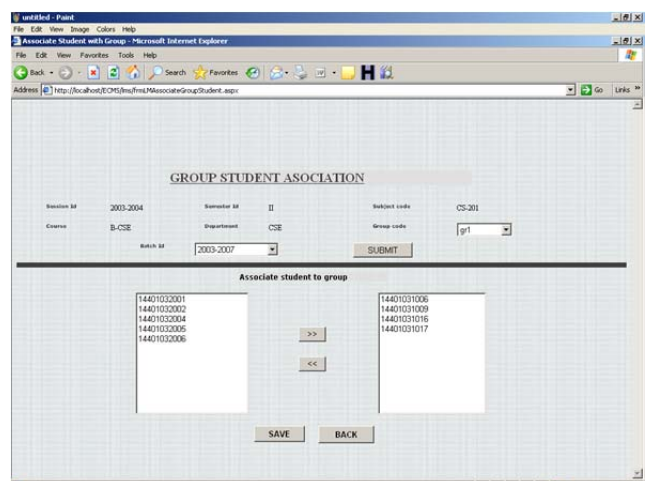 untitled - Paint
File Edit View Image Colors Help
Associate Student with Group - Microsoft Internet Explorer
File Edit View Favorites Tools Help
Back Search Favorites
Address http://localhost/ECMS/lms/frmLMAssociateGroupStudent.aspx Go Links »
GROUP STUDENT ASOCIATION
Session Id 2003-2004 Semester Id II Subject code CS-201
Course B-CSE Department CSE Group code gr1
Batch Id 2003-2007 SUBMIT
Associate student to group
14401032001 14401031006
14401032002 14401031009
14401032004 14401031016
14401032005 14401031017
14401032006
>>
<<
SAVE BACK